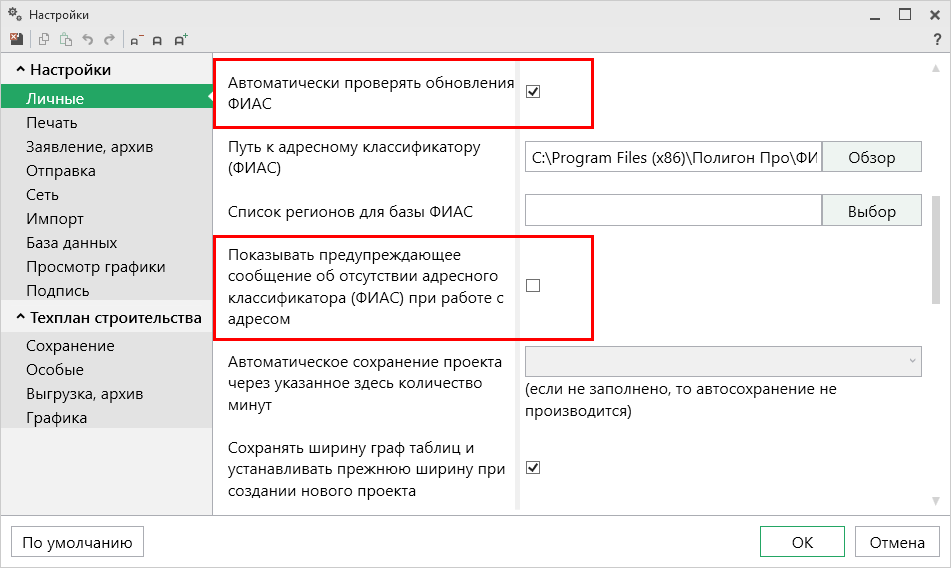 Настройки
?
Настройки
Личные
Печать
Заявление, архив
Отправка
Сеть
Импорт
База данных
Просмотр графики
Подпись
Техплан строительства
Сохранение
Особые
Выгрузка, архив
Графика
Автоматически проверять обновления
ФИАС
Путь к адресному классификатору
(ФИАС)
C:\Program Files (x86)\Полигон Про\ФИ
Обзор
Список регионов для базы ФИАС
Выбор
Показывать предупреждающее
сообщение об отсутствии адресного
классификатора (ФИАС) при работе с
адресом
Автоматическое сохранение проекта
через указанное здесь количество
минут
(если не заполнено, то автосохранение не
производится)
Сохранять ширину граф таблиц и
устанавливать прежнюю ширину при
создании нового проекта
По умолчанию
ОК
Отмена